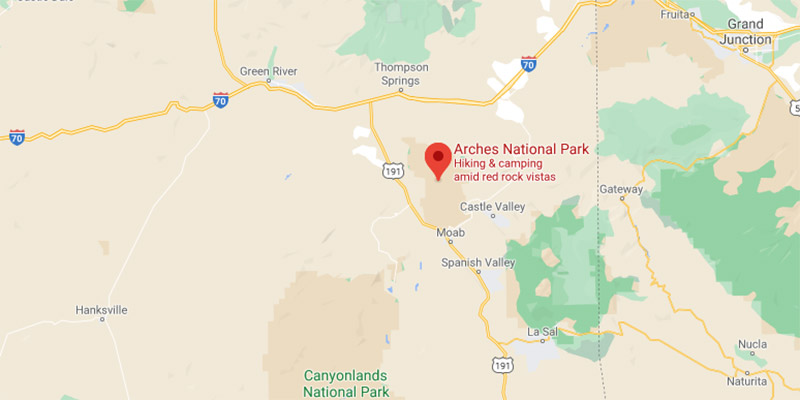 Fruita
Grand
Junction
70
Thompson
Springs
Green River
70
70
5
Arches National Park
Hiking & camping
amid red rock vistas
191
Gateway
Castle Valley
Moab
Spanish Valley
Hanksville
La Sal
Nucla
191
Canyonlands
National Park
Naturita